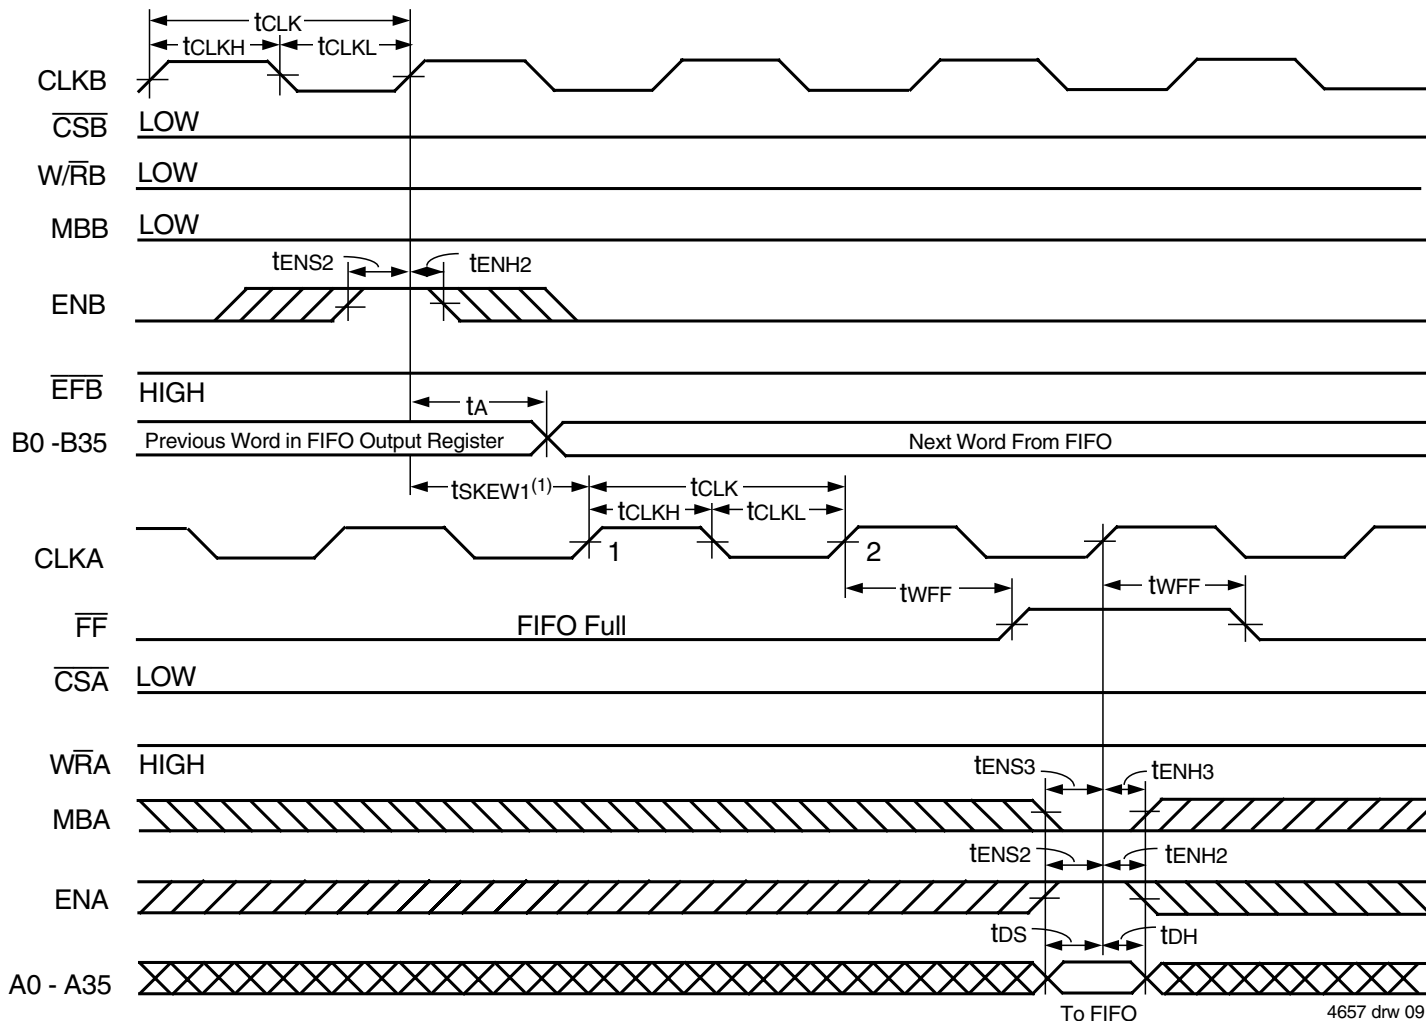 tCLK
tCLKH tCLKL
CLKB
CSB LOW
W/RB LOW
MBB LOW
tENS2 tENH2
ENB
EFB HIGH
tA
B0 -B35 Previous Word in FIFO Output Register Next Word From FIFO
tSKEW1(1) tCLK
tCLKH tCLKL
CLKA 1 2
tWFF tWFF
FF FIFO Full
CSA LOW
WRA HIGH
tENS3 tENH3
MBA
tENS2 tENH2
ENA
tDS tDH
A0 - A35
To FIFO 4657 drw 09